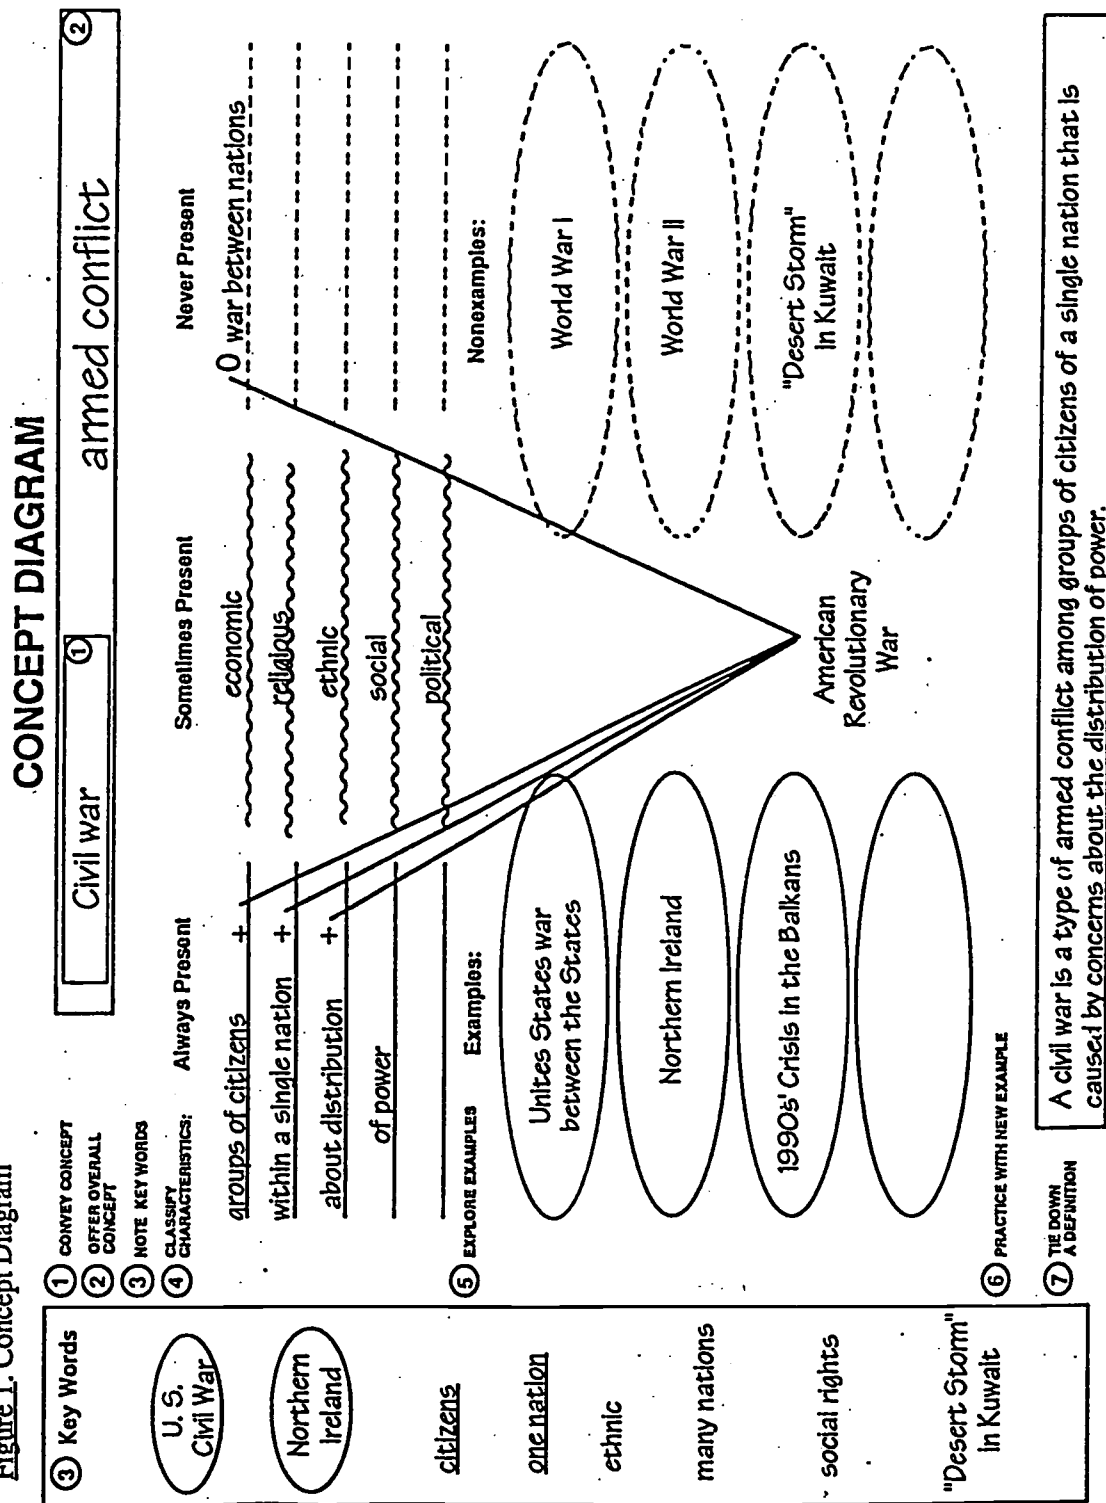 Figure 1. Concept Diagram
CONCEPT DIAGRAM
③ Key Words
U. S.
Civil War
Northern
Ireland
citizens
one nation
ethnic
many nations
social rights
"Desert Storm"
in Kuwait
① CONVEY CONCEPT
② OFFER OVERALL
CONCEPT
③ NOTE KEY WORDS
④ CLASSIFY
CHARACTERISTICS:
Civil war ①
armed conflict ②
Always Present
groups of citizens +
within a single nation +
about distribution +
of power
Sometimes Present
economic
religious
ethnic
social
political
Never Present
O war between nations
⑤ EXPLORE EXAMPLES
Examples:
Unites States war
between the States
Northern Ireland
1990s' Crisis in the Balkans
American
Revolutionary
War
Nonexamples:
World War I
World War II
"Desert Storm"
in Kuwait
⑥ PRACTICE WITH NEW EXAMPLE
⑦ TIE DOWN
A DEFINITION
A civil war is a type of armed conflict among groups of citizens of a single nation that is
caused by concerns about the distribution of power.